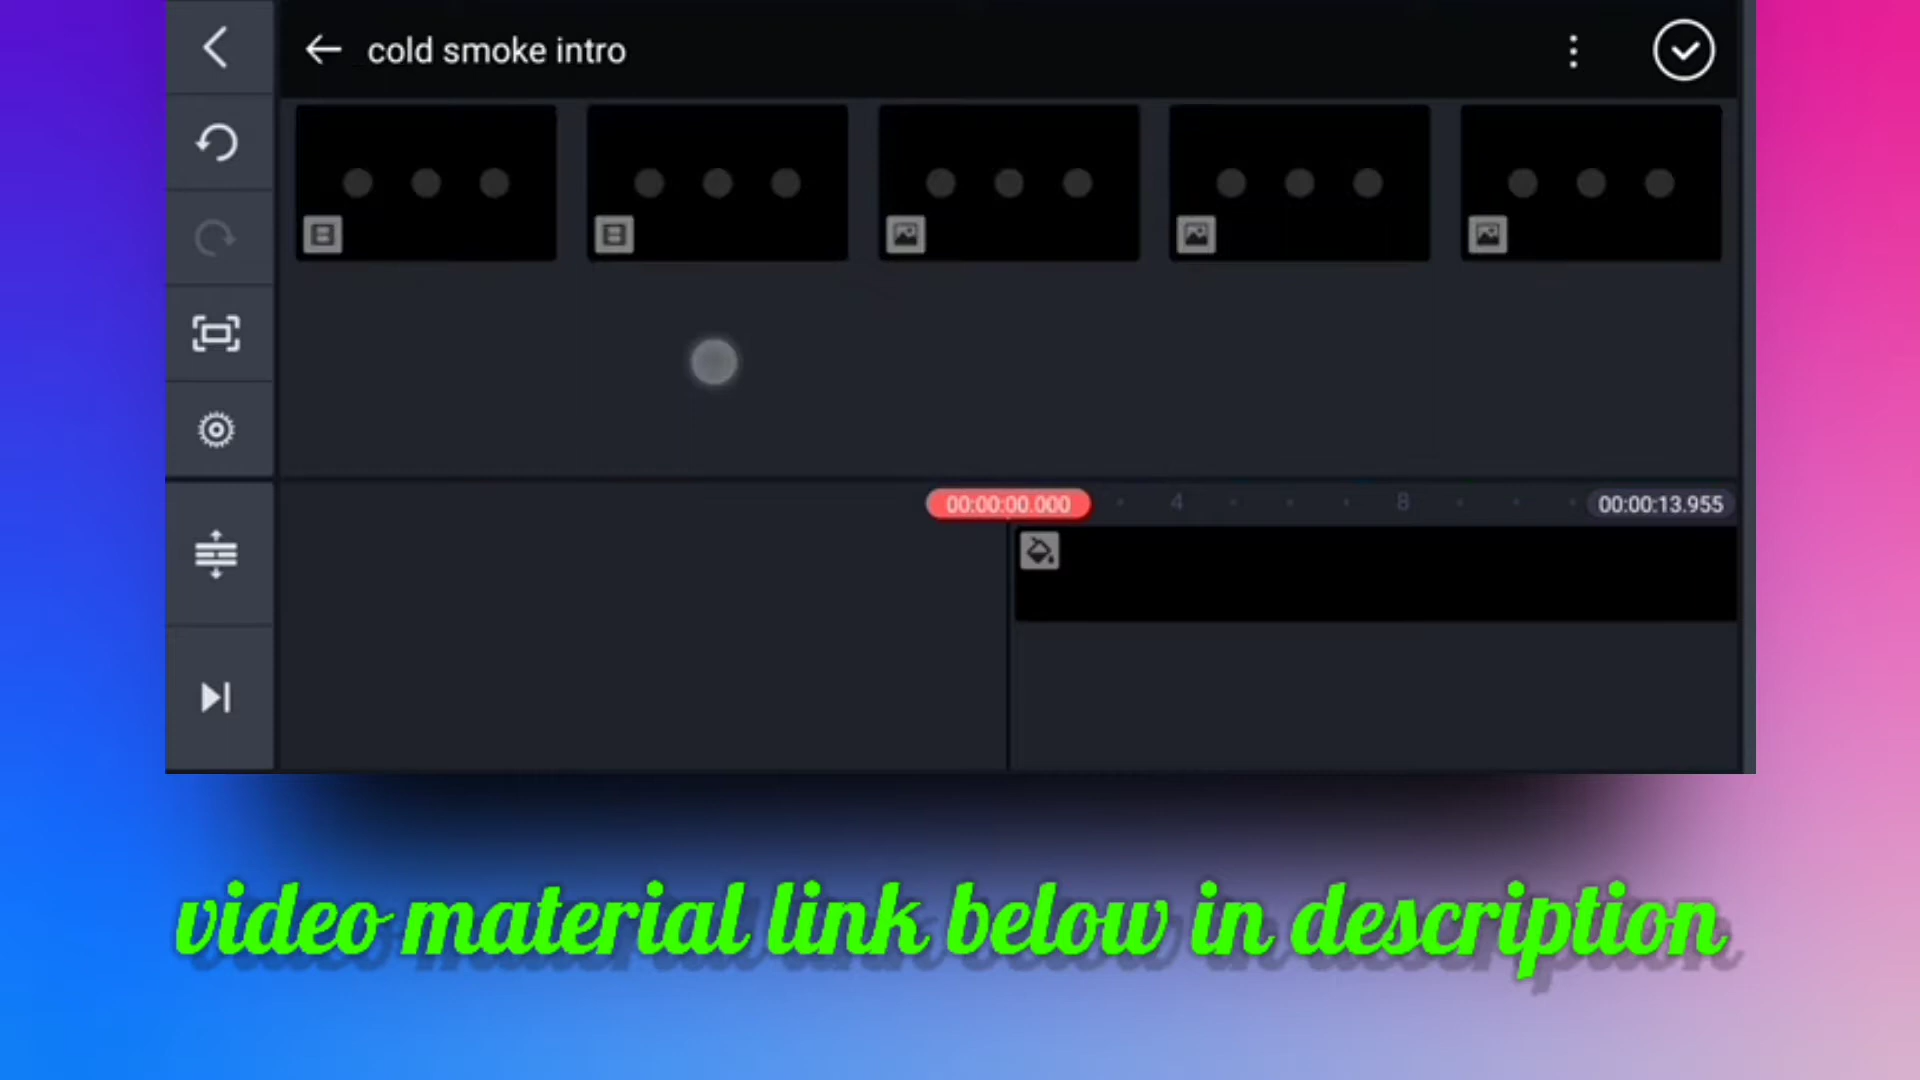 cold smoke intro
00:00:00.000
4
8
00:00:13.955
video material link below in description